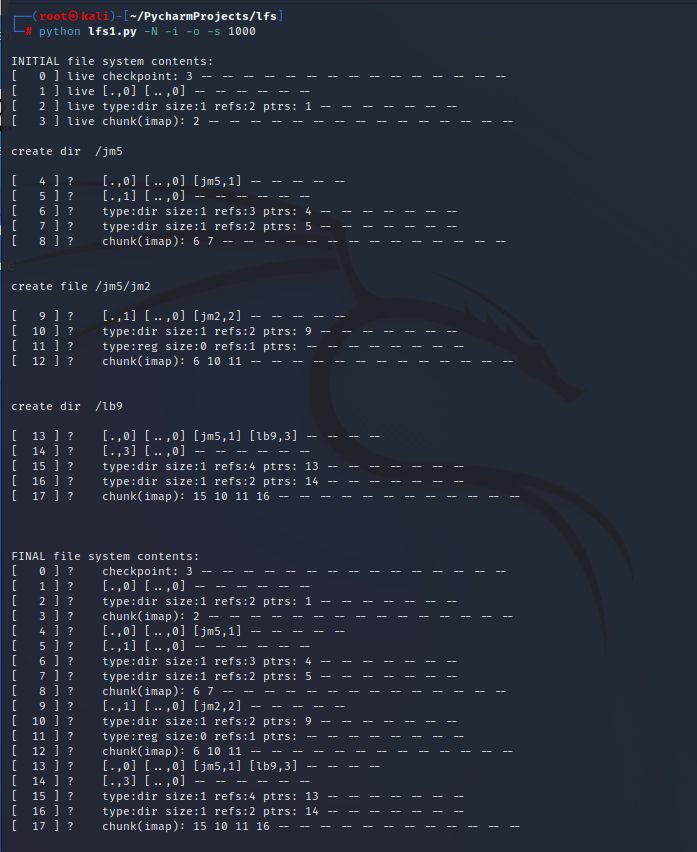 ┌──(root㉿kali)-[~/PycharmProjects/lfs]
└─# python lfs1.py -N -i -o -s 1000
INITIAL file system contents:
[   0 ] live checkpoint: 3 -- -- -- -- -- -- -- -- -- -- -- -- -- -- --
[   1 ] live [.,0] [..,0] -- -- -- -- -- --
[   2 ] live type:dir size:1 refs:2 ptrs: 1 -- -- -- -- -- -- --
[   3 ] live chunk(imap): 2 -- -- -- -- -- -- -- -- -- -- -- -- -- -- --
create dir  /jm5
[   4 ] ?    [.,0] [..,0] [jm5,1] -- -- -- -- --
[   5 ] ?    [.,1] [..,0] -- -- -- -- -- --
[   6 ] ?    type:dir size:1 refs:3 ptrs: 4 -- -- -- -- -- -- --
[   7 ] ?    type:dir size:1 refs:2 ptrs: 5 -- -- -- -- -- -- --
[   8 ] ?    chunk(imap): 6 7 -- -- -- -- -- -- -- -- -- -- -- -- -- --
create file /jm5/jm2
[   9 ] ?    [.,1] [..,0] [jm2,2] -- -- -- -- --
[  10 ] ?    type:dir size:1 refs:2 ptrs: 9 -- -- -- -- -- -- --
[  11 ] ?    type:reg size:0 refs:1 ptrs: -- -- -- -- -- -- -- --
[  12 ] ?    chunk(imap): 6 10 11 -- -- -- -- -- -- -- -- -- -- -- -- --
create dir  /lb9
[  13 ] ?    [.,0] [..,0] [jm5,1] [lb9,3] -- -- -- --
[  14 ] ?    [.,3] [..,0] -- -- -- -- -- --
[  15 ] ?    type:dir size:1 refs:4 ptrs: 13 -- -- -- -- -- -- --
[  16 ] ?    type:dir size:1 refs:2 ptrs: 14 -- -- -- -- -- -- --
[  17 ] ?    chunk(imap): 15 10 11 16 -- -- -- -- -- -- -- -- -- -- -- --
FINAL file system contents:
[   0 ] ?    checkpoint: 3 -- -- -- -- -- -- -- -- -- -- -- -- -- -- --
[   1 ] ?    [.,0] [..,0] -- -- -- -- -- --
[   2 ] ?    type:dir size:1 refs:2 ptrs: 1 -- -- -- -- -- -- --
[   3 ] ?    chunk(imap): 2 -- -- -- -- -- -- -- -- -- -- -- -- -- -- --
[   4 ] ?    [.,0] [..,0] [jm5,1] -- -- -- -- --
[   5 ] ?    [.,1] [..,0] -- -- -- -- -- --
[   6 ] ?    type:dir size:1 refs:3 ptrs: 4 -- -- -- -- -- -- --
[   7 ] ?    type:dir size:1 refs:2 ptrs: 5 -- -- -- -- -- -- --
[   8 ] ?    chunk(imap): 6 7 -- -- -- -- -- -- -- -- -- -- -- -- -- --
[   9 ] ?    [.,1] [..,0] [jm2,2] -- -- -- -- --
[  10 ] ?    type:dir size:1 refs:2 ptrs: 9 -- -- -- -- -- -- --
[  11 ] ?    type:reg size:0 refs:1 ptrs: -- -- -- -- -- -- -- --
[  12 ] ?    chunk(imap): 6 10 11 -- -- -- -- -- -- -- -- -- -- -- -- --
[  13 ] ?    [.,0] [..,0] [jm5,1] [lb9,3] -- -- -- --
[  14 ] ?    [.,3] [..,0] -- -- -- -- -- --
[  15 ] ?    type:dir size:1 refs:4 ptrs: 13 -- -- -- -- -- -- --
[  16 ] ?    type:dir size:1 refs:2 ptrs: 14 -- -- -- -- -- -- --
[  17 ] ?    chunk(imap): 15 10 11 16 -- -- -- -- -- -- -- -- -- -- -- --